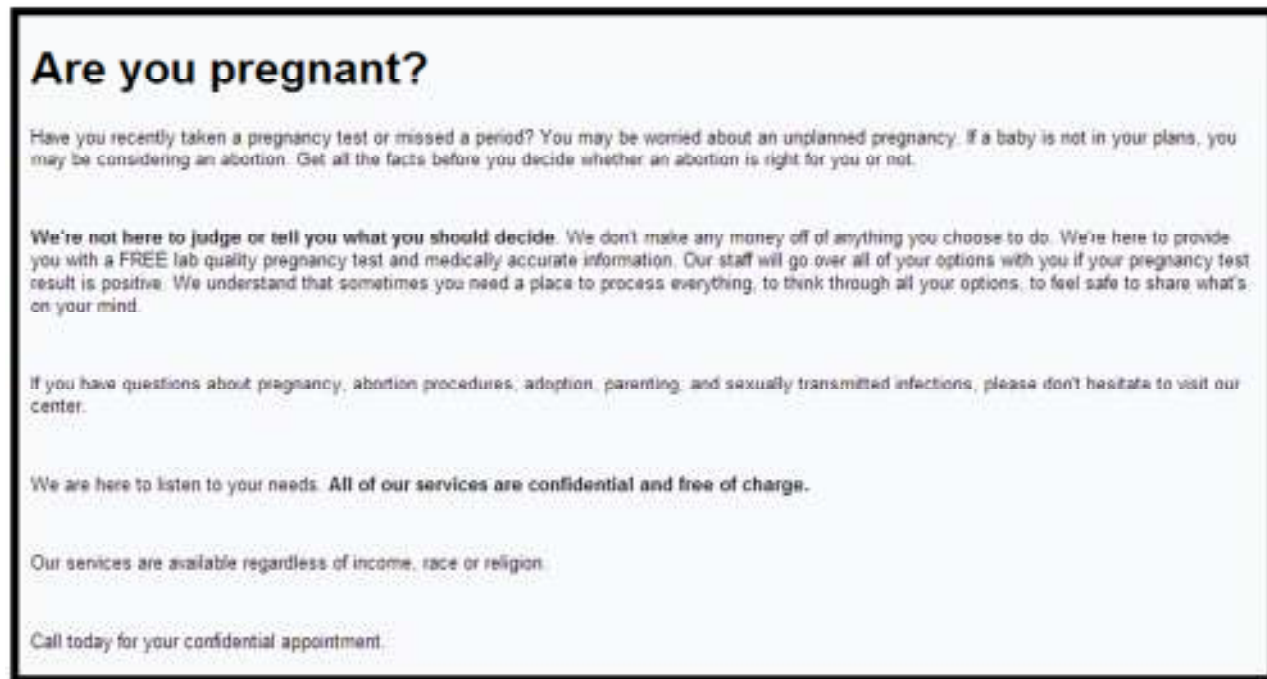 Are you pregnant?
Have you recently taken a pregnancy test or missed a period? You may be worried about an unplanned pregnancy. If a baby is not in your plans, you
may be considering an abortion. Get all the facts before you decide whether an abortion is right for you or not.
We're not here to judge or tell you what you should decide. We don't make any money off of anything you choose to do. We're here to provide
you with a FREE lab quality pregnancy test and medically accurate information. Our staff will go over all of your options with you if your pregnancy test
result is positive. We understand that sometimes you need a place to process everything, to think through all your options, to feel safe to share what's
on your mind.
If you have questions about pregnancy, abortion procedures, adoption, parenting, and sexually transmitted infections, please don't hesitate to visit our
center.
We are here to listen to your needs. All of our services are confidential and free of charge.
Our services are available regardless of income, race or religion.
Call today for your confidential appointment.